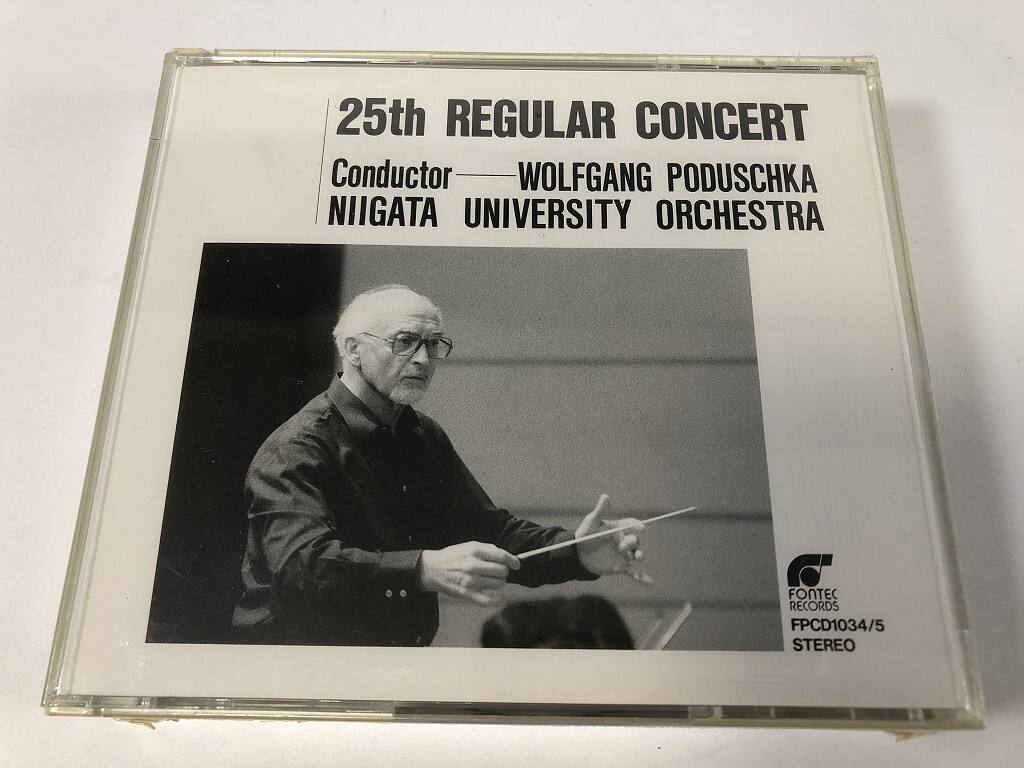 25th REGULAR CONCERT
Conductor——WOLFGANG PODUSCHKA
NIIGATA UNIVERSITY ORCHESTRA
FONTEC
RECORDS
FPCD1034/5
STEREO